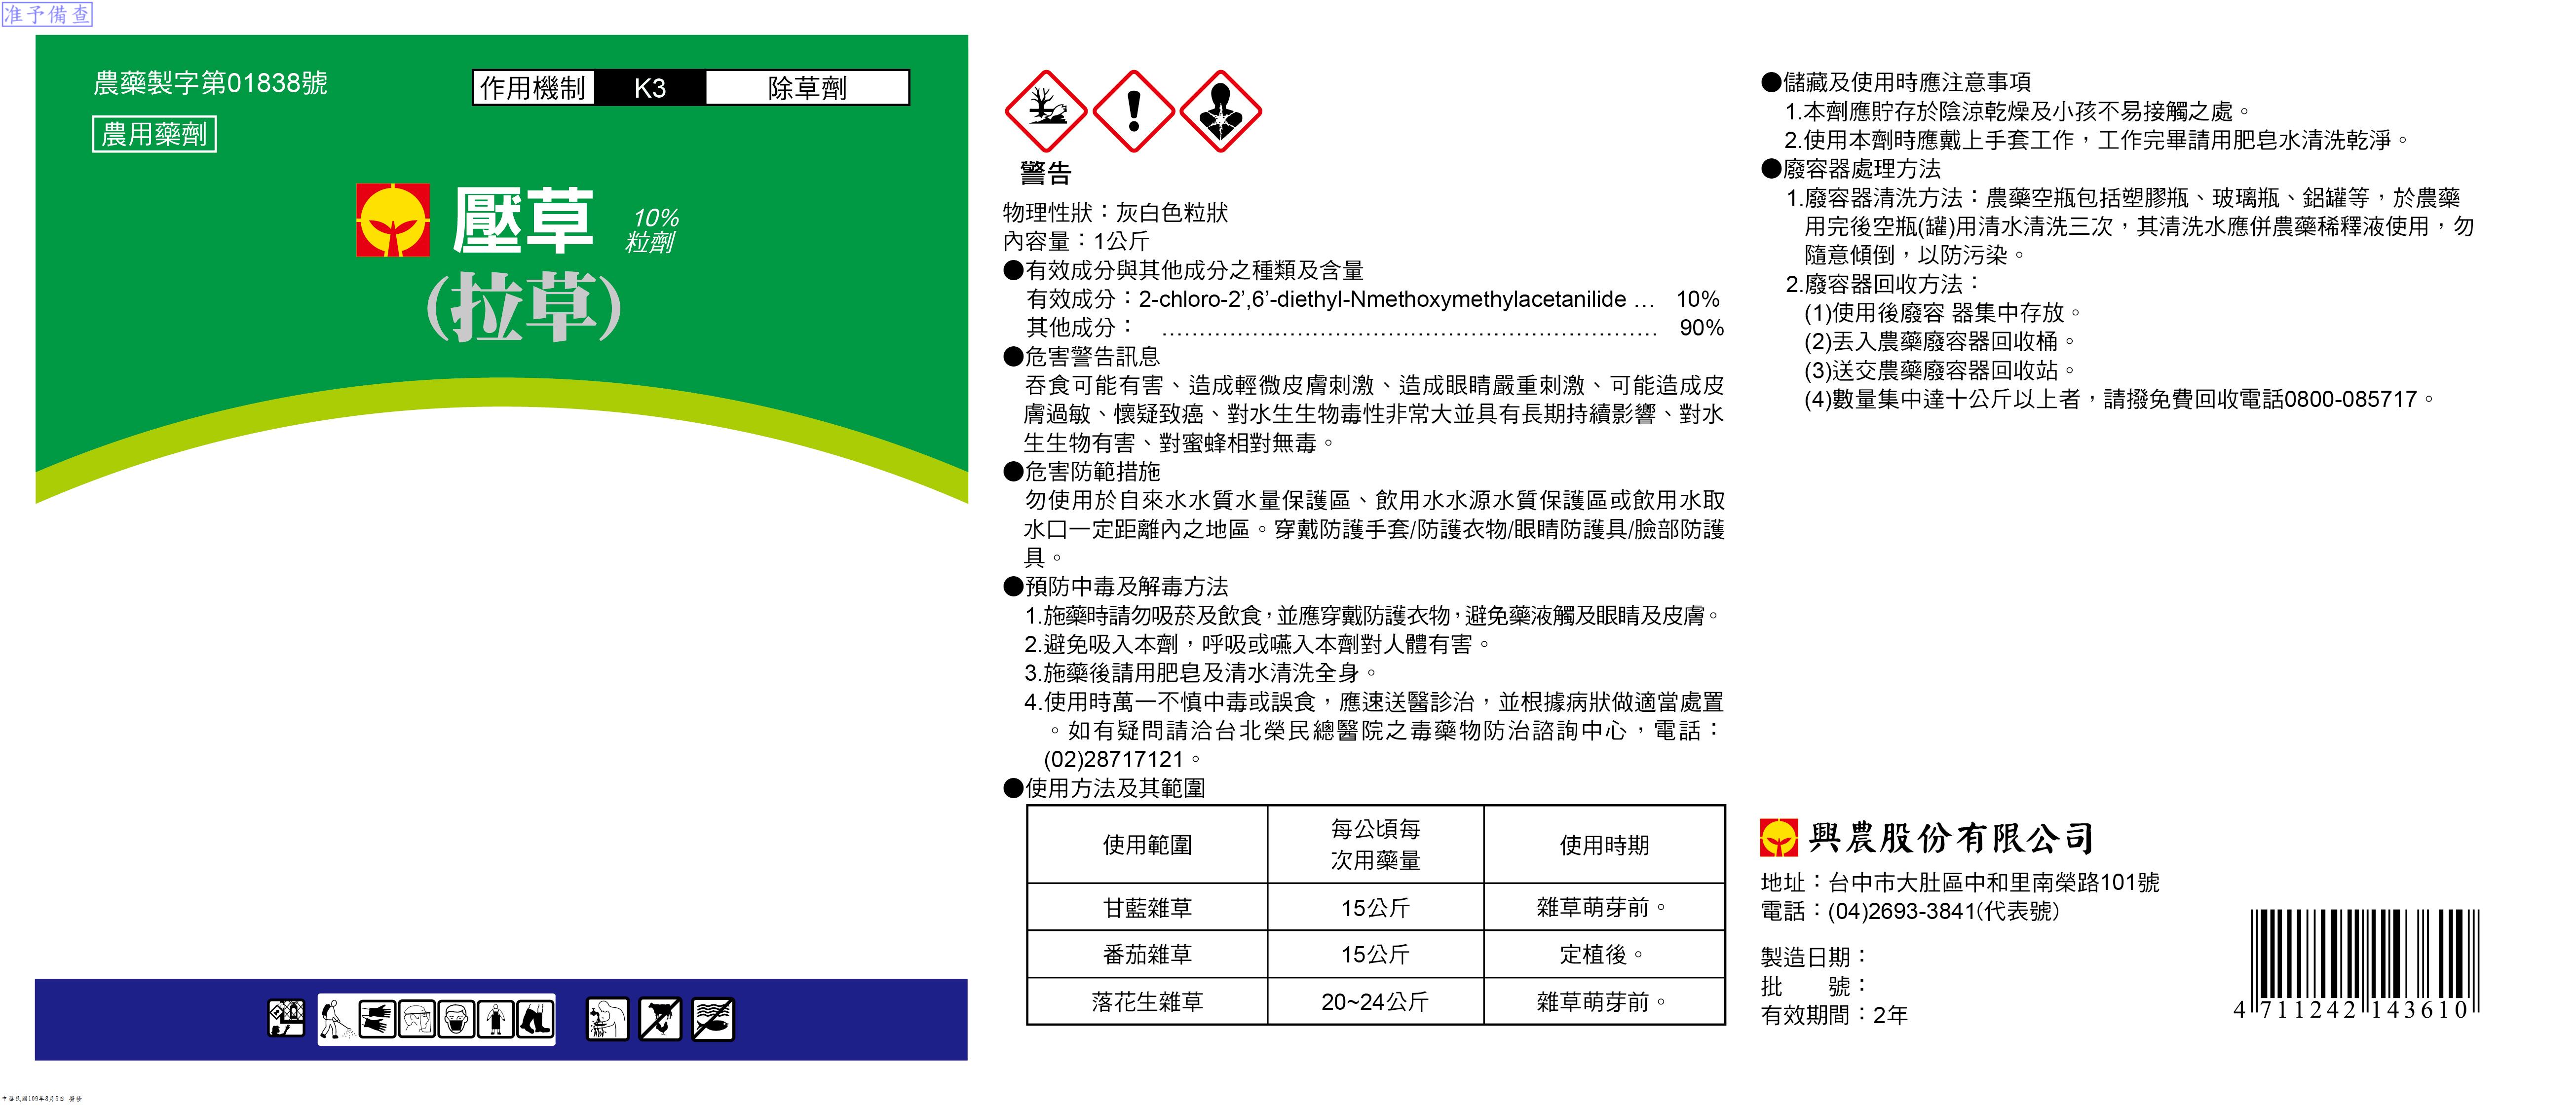 准予備查
農藥製字第01838號
作用機制 K3 除草劑
農用藥劑
壓草 10%
粒劑
(拉草)
警告
物理性狀：灰白色粒狀
內容量：1公斤
●有效成分與其他成分之種類及含量
有效成分：2-chloro-2’,6’-diethyl-Nmethoxymethylacetanilide ... 10%
其他成分： .................................................................. 90%
●危害警告訊息
吞食可能有害、造成輕微皮膚刺激、造成眼睛嚴重刺激、可能造成皮
膚過敏、懷疑致癌、對水生生物毒性非常大並具有長期持續影響、對水
生生物有害、對蜜蜂相對無毒。
●危害防範措施
勿使用於自來水水質水量保護區、飲用水水源水質保護區或飲用水取
水口一定距離內之地區。穿戴防護手套/防護衣物/眼睛防護具/臉部防護
具。
●預防中毒及解毒方法
1.施藥時請勿吸菸及飲食，並應穿戴防護衣物，避免藥液觸及眼睛及皮膚。
2.避免吸入本劑，呼吸或嚥入本劑對人體有害。
3.施藥後請用肥皂及清水清洗全身。
4.使用時萬一不慎中毒或誤食，應速送醫診治，並根據病狀做適當處置
。如有疑問請洽台北榮民總醫院之毒藥物防治諮詢中心，電話：
(02)28717121。
●使用方法及其範圍
使用範圍 每公頃每次用藥量 使用時期
甘藍雜草 15公斤 雜草萌芽前。
番茄雜草 15公斤 定植後。
落花生雜草 20~24公斤 雜草萌芽前。
●儲藏及使用時應注意事項
1.本劑應貯存於陰涼乾燥及小孩不易接觸之處。
2.使用本劑時應戴上手套工作，工作完畢請用肥皂水清洗乾淨。
●廢容器處理方法
1.廢容器清洗方法：農藥空瓶包括塑膠瓶、玻璃瓶、鋁罐等，於農藥
用完後空瓶(罐)用清水清洗三次，其清洗水應併農藥稀釋液使用，勿
隨意傾倒，以防污染。
2.廢容器回收方法：
(1)使用後廢容 器集中存放。
(2)丟入農藥廢容器回收桶。
(3)送交農藥廢容器回收站。
(4)數量集中達十公斤以上者，請撥免費回收電話0800-085717。
興農股份有限公司
地址：台中市大肚區中和里南榮路101號
電話：(04)2693-3841(代表號)
製造日期：
批　　號：
有效期間：2年
4 711242 143610
中華民國109年8月5日